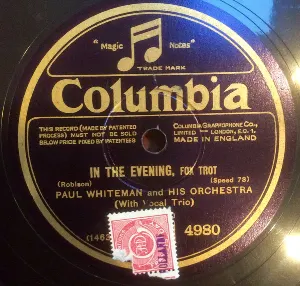 "Magic Notes"
TRADE MARK
Columbia
THIS RECORD (MADE BY PATENTED
PROCESS) MUST NOT BE SOLD
BELOW PRICE FIXED BY PATENTEES
COLUMBIA GRAPHOPHONE CO.,
LIMITED LONDON, E.C. 1.
MADE IN ENGLAND
IN THE EVENING, FOX TROT
(Robison) (Speed 78)
PAUL WHITEMAN and HIS ORCHESTRA
(With Vocal Trio)
4980